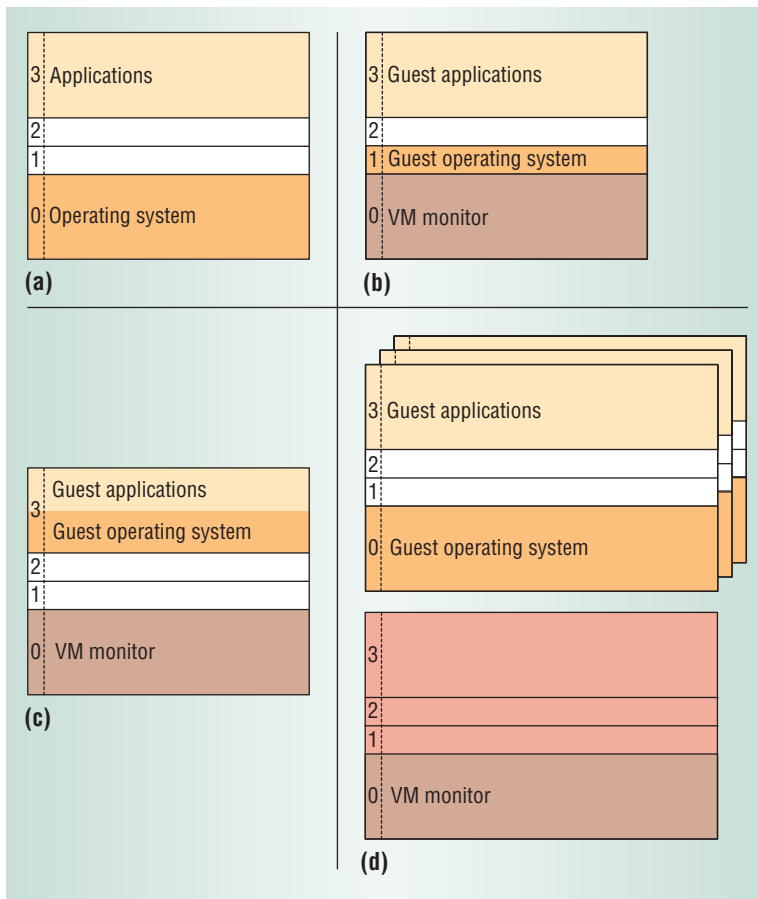 3 Applications
2
1
0 Operating system
(a)
3 Guest applications
2
1 Guest operating system
0 VM monitor
(b)
Guest applications
3
Guest operating system
2
1
0 VM monitor
(c)
3 Guest applications
2
1
0 Guest operating system
3
2
1
0 VM monitor
(d)